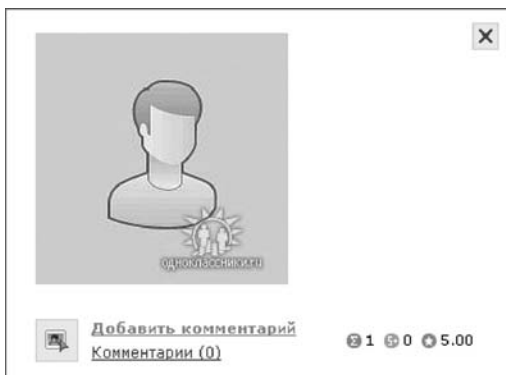 одноклассники.ru
Добавить комментарий
Комментарии (0)
1 0 5.00